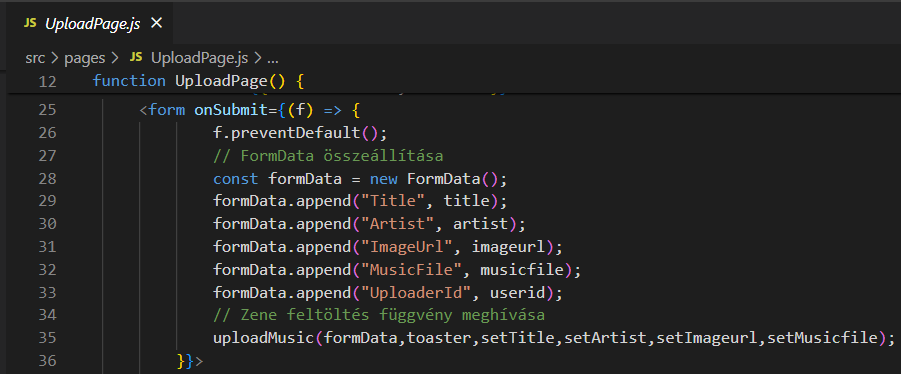 JS UploadPage.js ×
src > pages > JS UploadPage.js > ...
12 function UploadPage() {
25 <form onSubmit={(f) => {
26 f.preventDefault();
27 // FormData összeállítása
28 const formData = new FormData();
29 formData.append("Title", title);
30 formData.append("Artist", artist);
31 formData.append("ImageUrl", imageurl);
32 formData.append("MusicFile", musicfile);
33 formData.append("UploaderId", userid);
34 // Zene feltöltés függvény meghívása
35 uploadMusic(formData,toaster,setTitle,setArtist,setImageurl,setMusicfile);
36 }}>